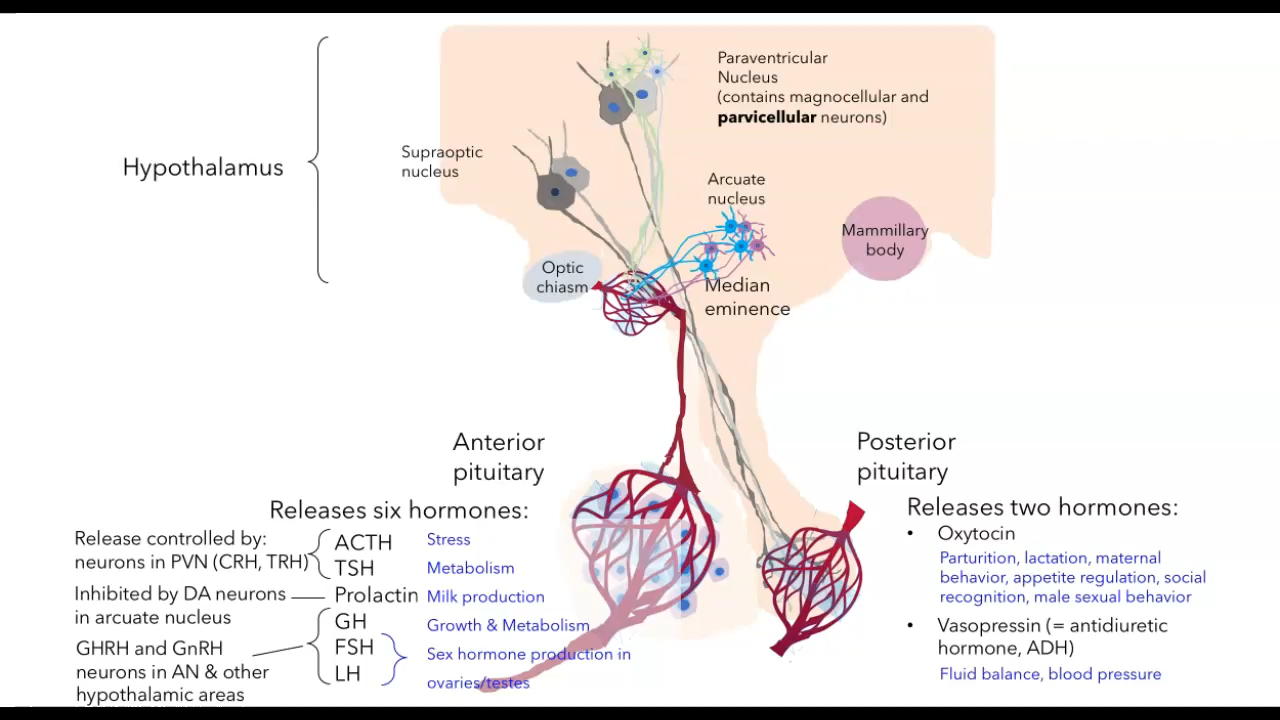 Paraventricular
Nucleus
(contains magnocellular and
parvicellular neurons)
Supraoptic
nucleus
Hypothalamus
Arcuate
nucleus
Mammillary
body
Optic
chiasm
Median
eminence
Anterior
pituitary
Releases six hormones:
Release controlled by:
neurons in PVN (CRH, TRH)
ACTH
Stress
TSH
Metabolism
Inhibited by DA neurons
in arcuate nucleus
Prolactin
Milk production
GHRH and GnRH
neurons in AN & other
hypothalamic areas
GH
Growth & Metabolism
FSH
LH
Sex hormone production in
ovaries/testes
Posterior
pituitary
Releases two hormones:
• Oxytocin
Parturition, lactation, maternal
behavior, appetite regulation, social
recognition, male sexual behavior
• Vasopressin (= antidiuretic
hormone, ADH)
Fluid balance, blood pressure